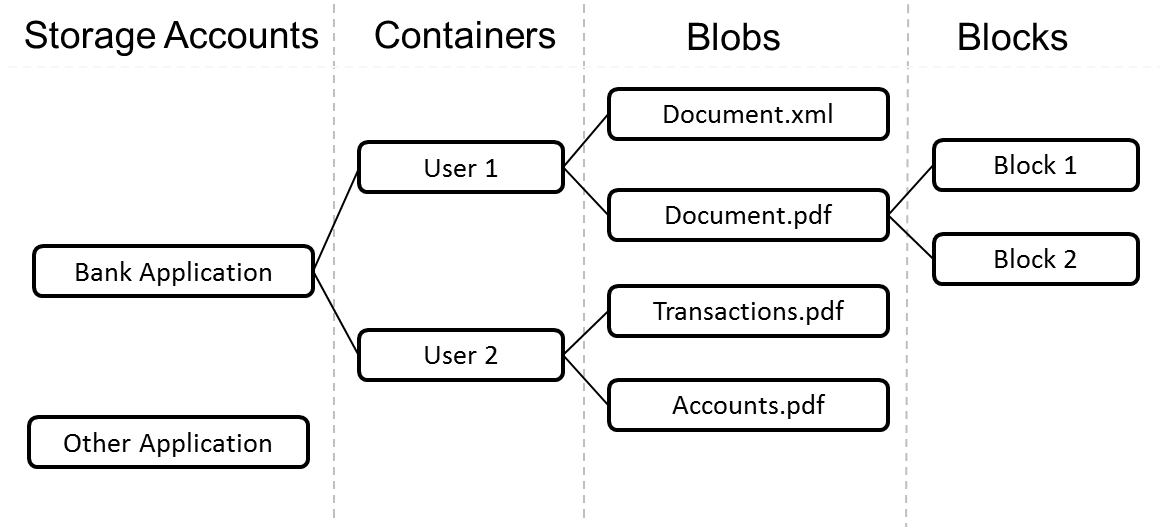 Storage Accounts
Containers
Blobs
Blocks
Document.xml
User 1
Block 1
Document.pdf
Bank Application
Block 2
Transactions.pdf
User 2
Accounts.pdf
Other Application